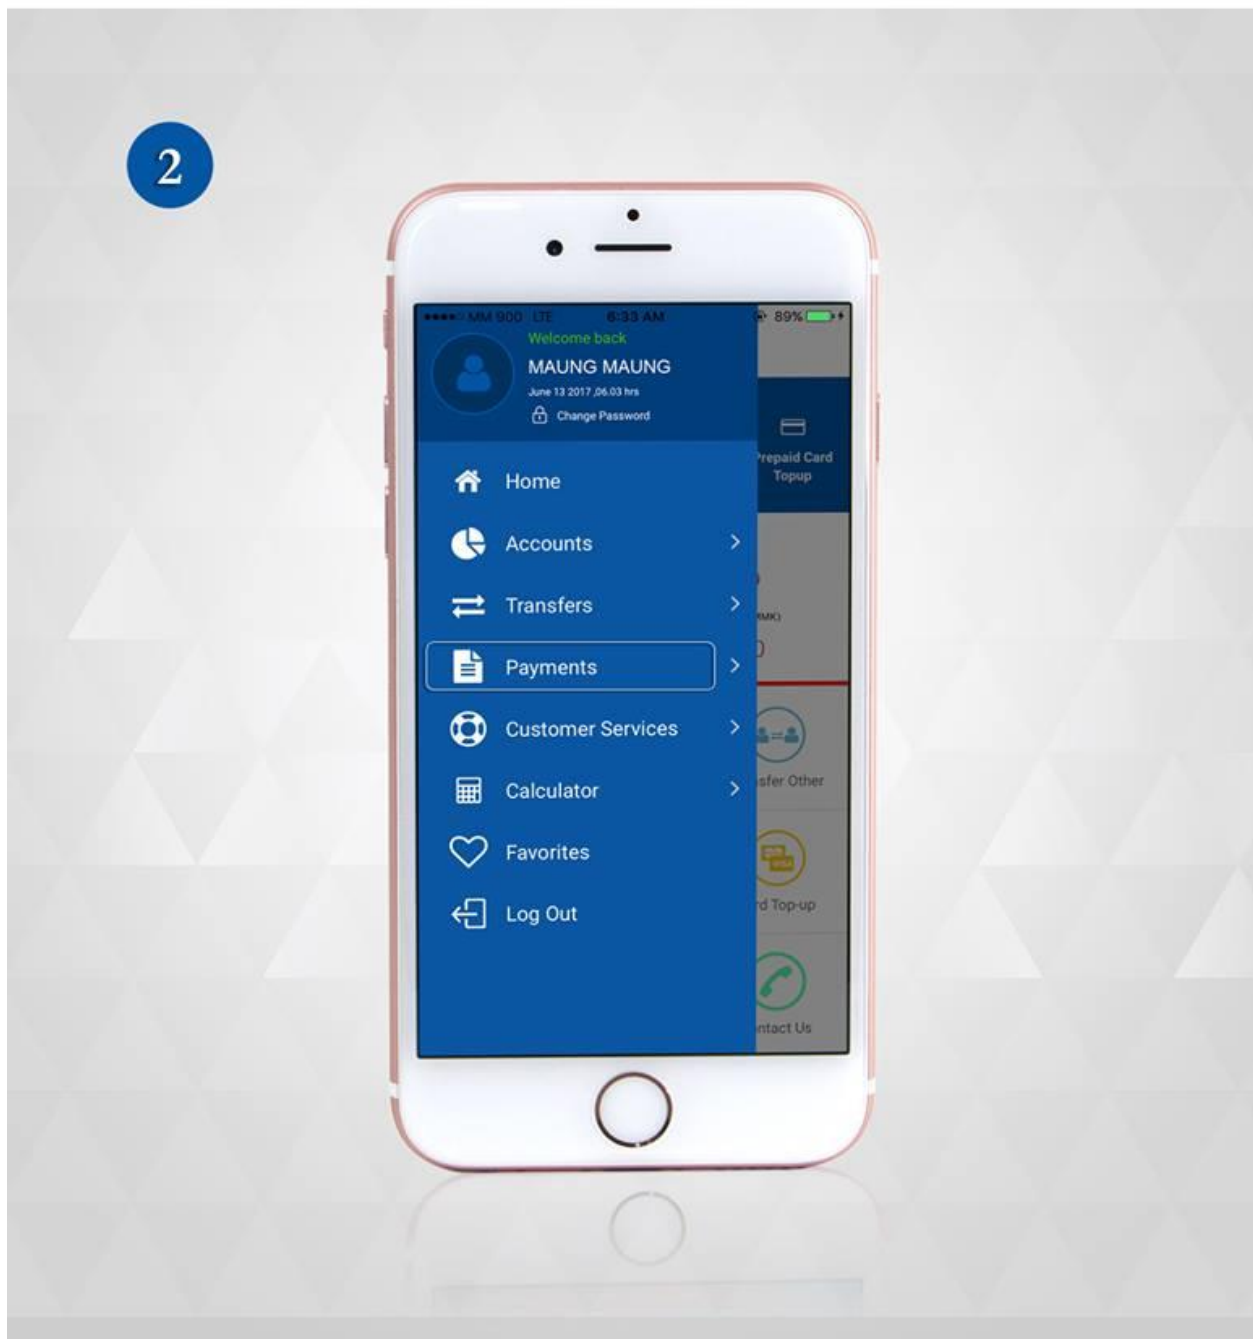 2
MM 900 LTE 6:33 AM 89%
Welcome back
MAUNG MAUNG
June 13 2017 ,06.03 hrs
Change Password
Prepaid Card
Topup
Home
Accounts
Transfers
MMK)
Payments
Customer Services
sfer Other
Calculator
Favorites
rd Top-up
Log Out
ntact Us